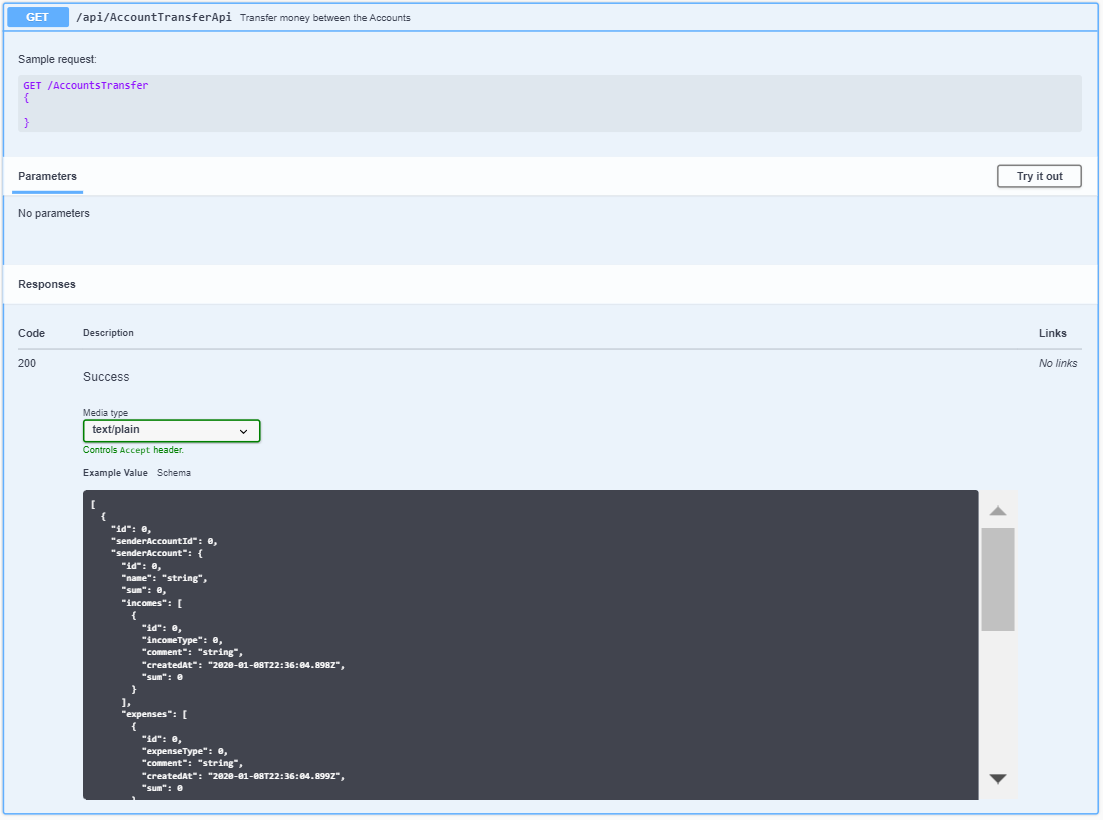 GET /api/AccountTransferApi Transfer money between the Accounts
Sample request:
GET /AccountsTransfer
{
}
Parameters Try it out
No parameters
Responses
Code Description Links
200 Success No links
Media type
text/plain
Controls Accept header.
Example Value Schema
[
  {
    "id": 0,
    "senderAccountId": 0,
    "senderAccount": {
      "id": 0,
      "name": "string",
      "sum": 0,
      "incomes": [
        {
          "id": 0,
          "incomeType": 0,
          "comment": "string",
          "createdAt": "2020-01-08T22:36:04.898Z",
          "sum": 0
        }
      ],
      "expenses": [
        {
          "id": 0,
          "expenseType": 0,
          "comment": "string",
          "createdAt": "2020-01-08T22:36:04.899Z",
          "sum": 0
        }